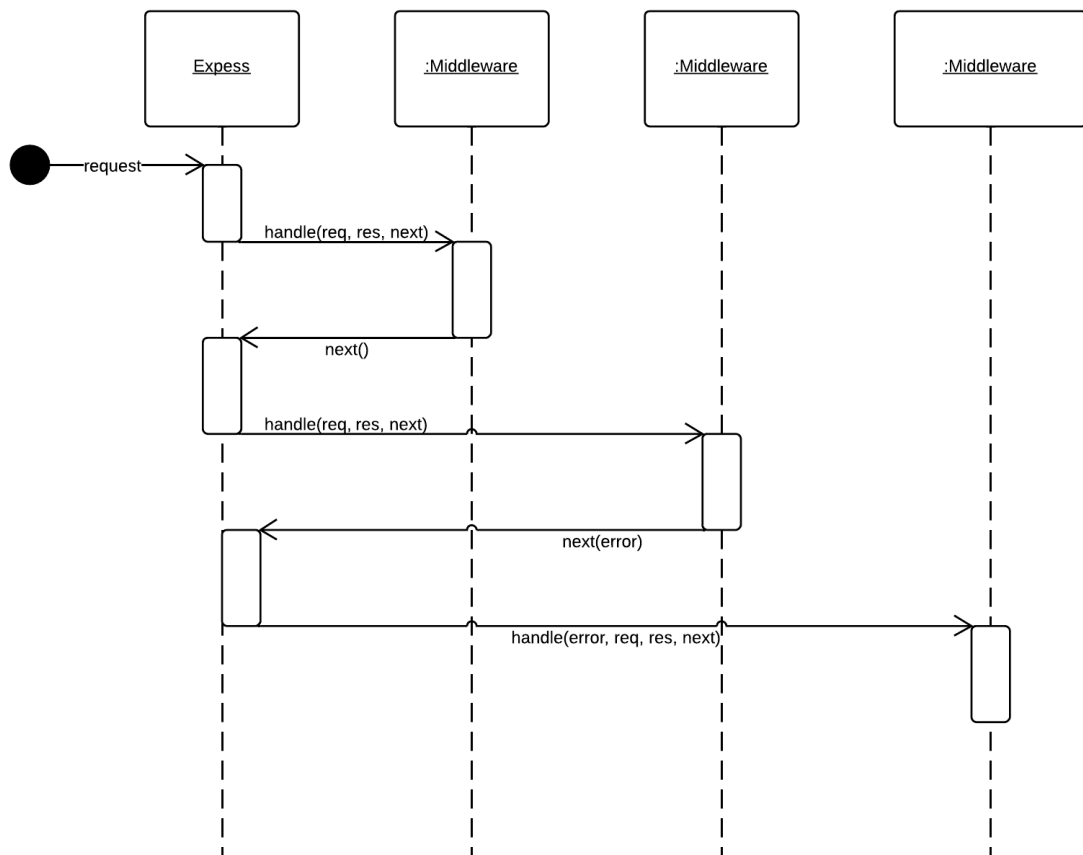 Expess
:Middleware
:Middleware
:Middleware
request
handle(req, res, next)
next()
handle(req, res, next)
next(error)
handle(error, req, res, next)